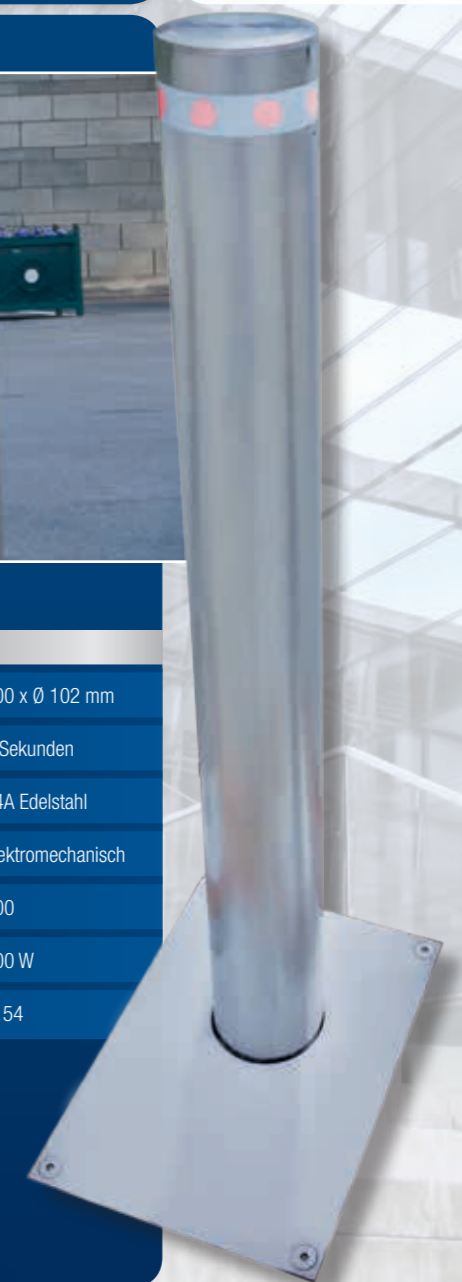 00 x Ø 102 mm
Sekunden
4A Edelstahl
ektromechanisch
00
00 W
54